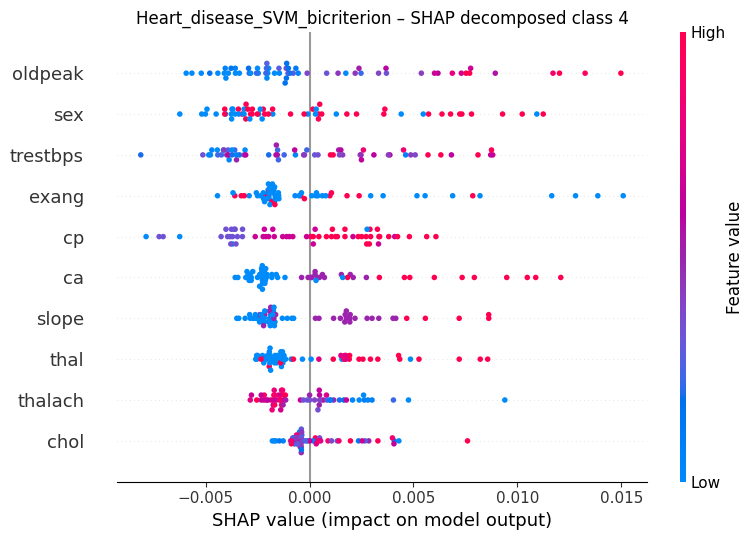 Heart_disease_SVM_bicriterion – SHAP decomposed class 4
High
oldpeak
sex
trestbps
exang
cp
ca
slope
thal
thalach
chol
Feature value
Low
−0.005 0.000 0.005 0.010 0.015
SHAP value (impact on model output)